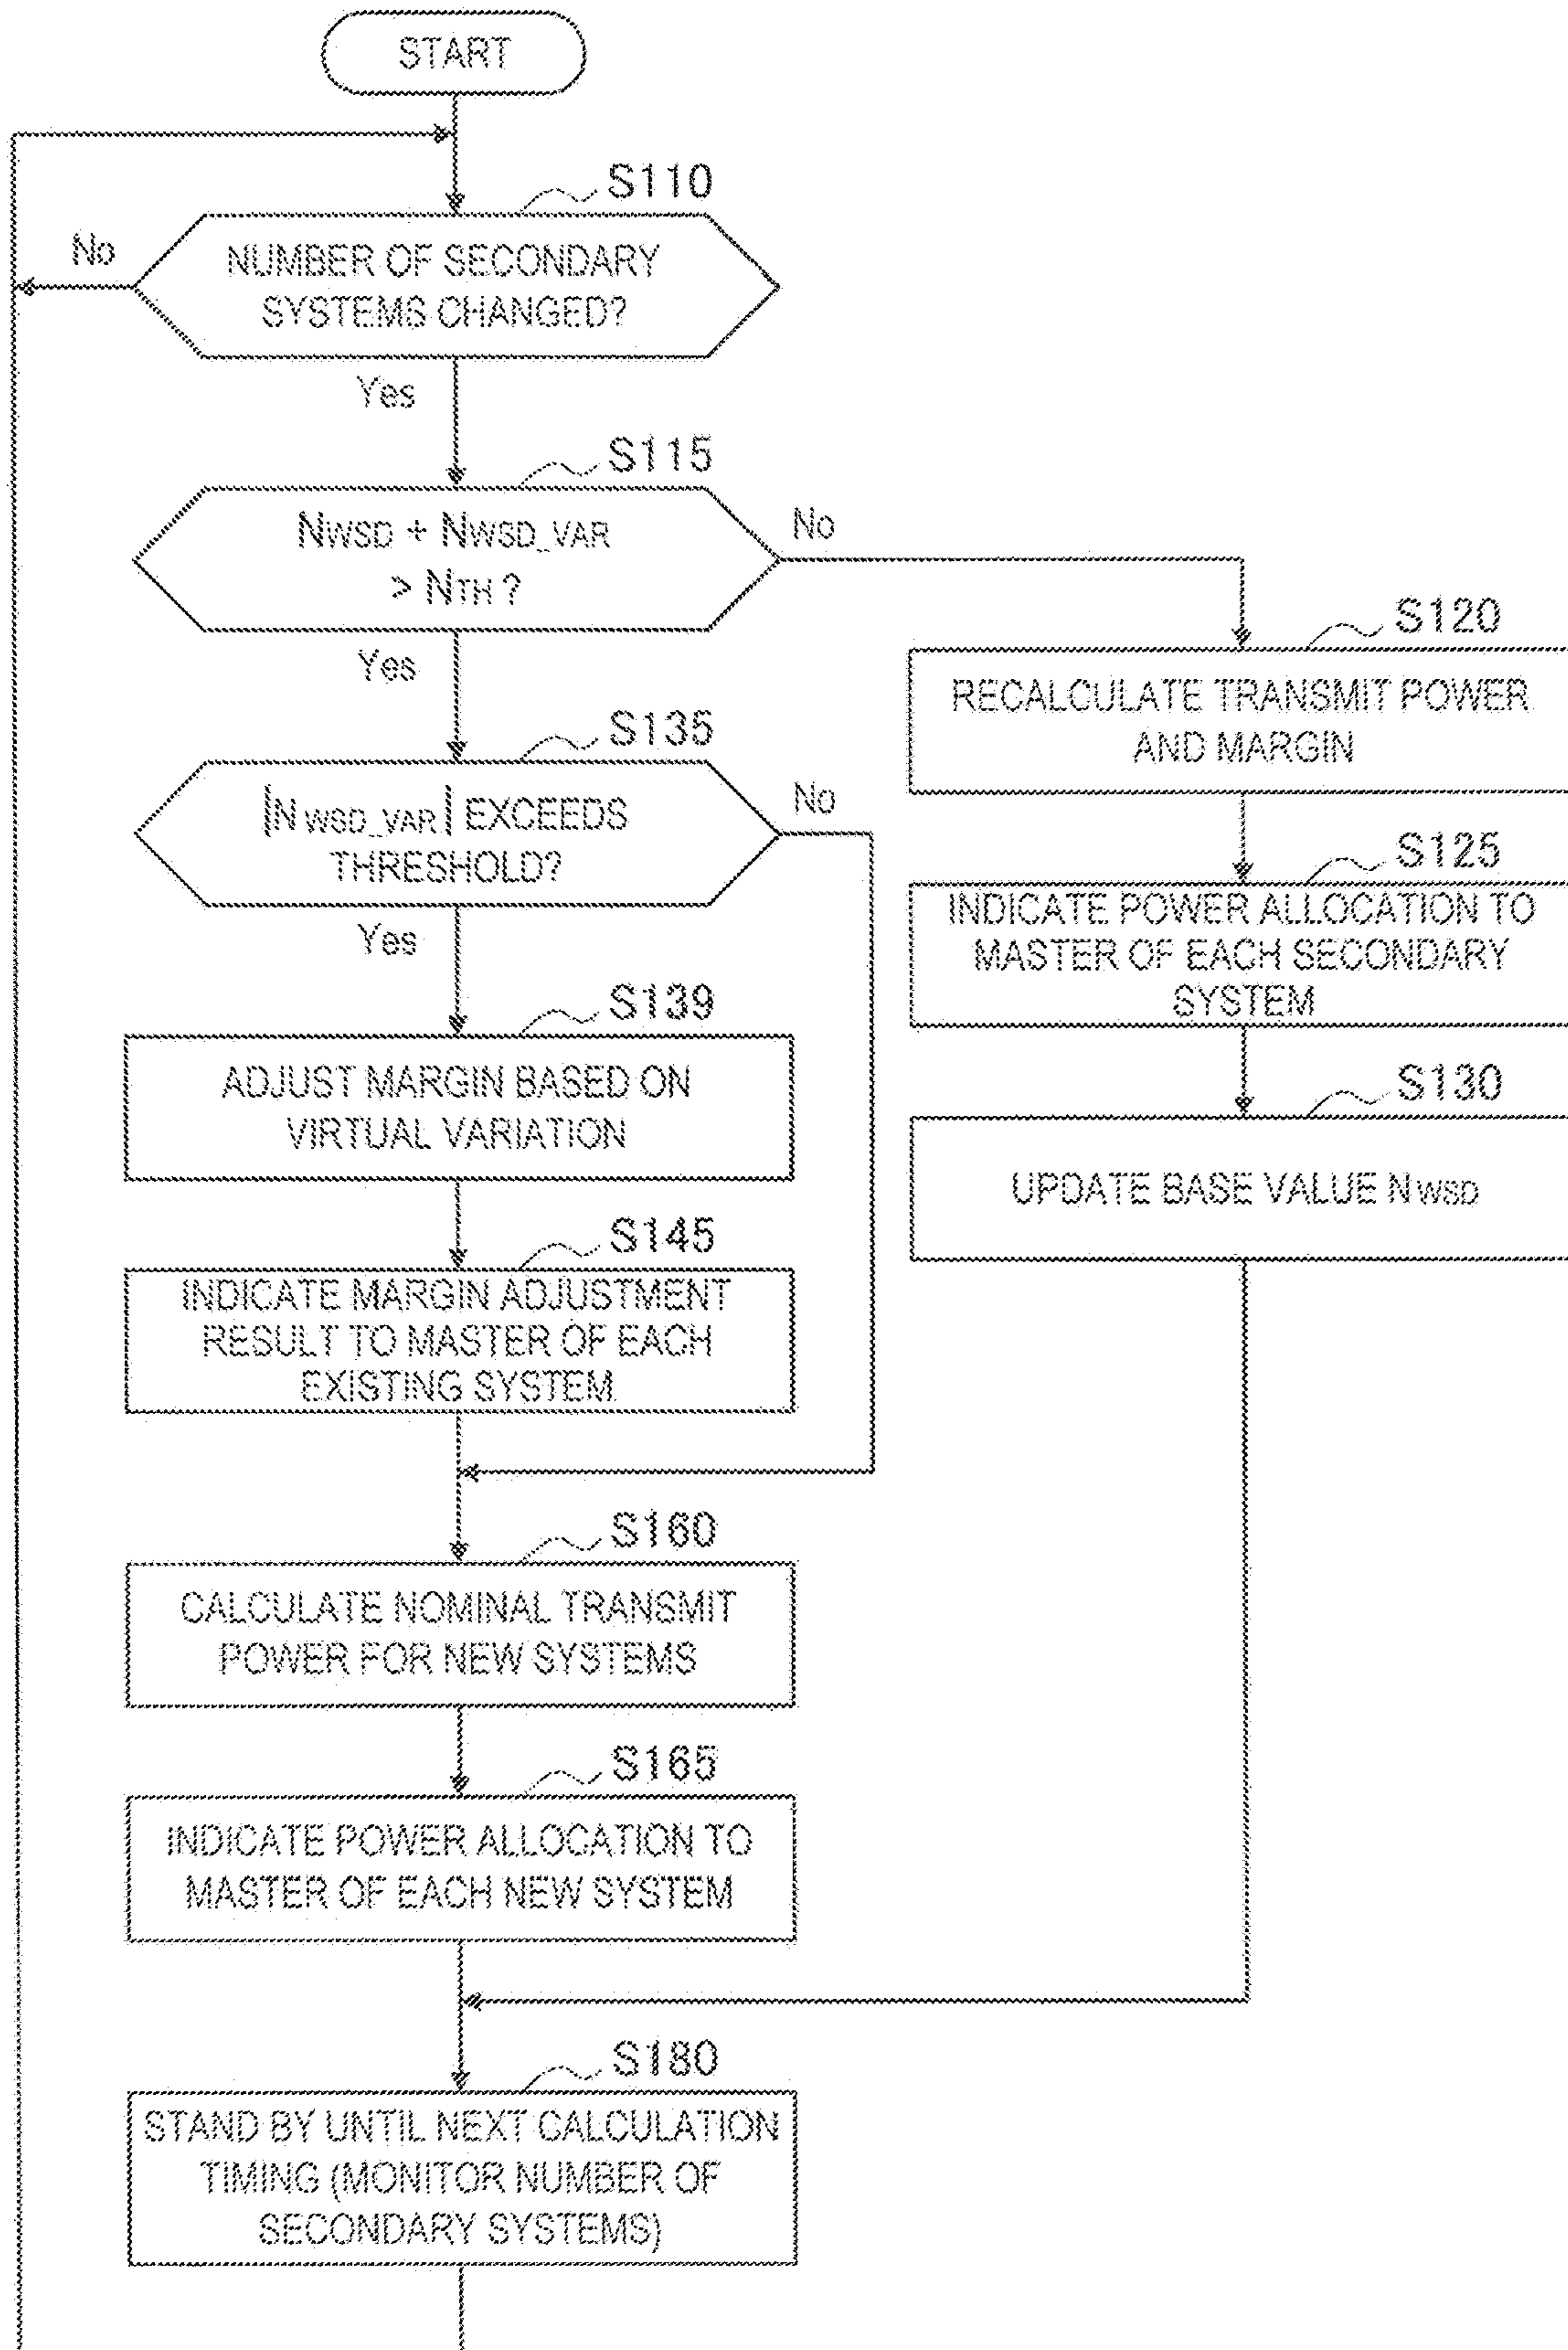 START
S110
No
NUMBER OF SECONDARY
SYSTEMS CHANGED?
Yes
S115
NWSD + NWSD_VAR
> NTH ?
No
Yes
S120
RECALCULATE TRANSMIT POWER
AND MARGIN
S135
|NWSD_VAR| EXCEEDS
THRESHOLD?
No
Yes
S125
INDICATE POWER ALLOCATION TO
MASTER OF EACH SECONDARY
SYSTEM
S139
ADJUST MARGIN BASED ON
VIRTUAL VARIATION
S130
UPDATE BASE VALUE NWSD
S145
INDICATE MARGIN ADJUSTMENT
RESULT TO MASTER OF EACH
EXISTING SYSTEM
S160
CALCULATE NOMINAL TRANSMIT
POWER FOR NEW SYSTEMS
S165
INDICATE POWER ALLOCATION TO
MASTER OF EACH NEW SYSTEM
S180
STAND BY UNTIL NEXT CALCULATION
TIMING (MONITOR NUMBER OF
SECONDARY SYSTEMS)